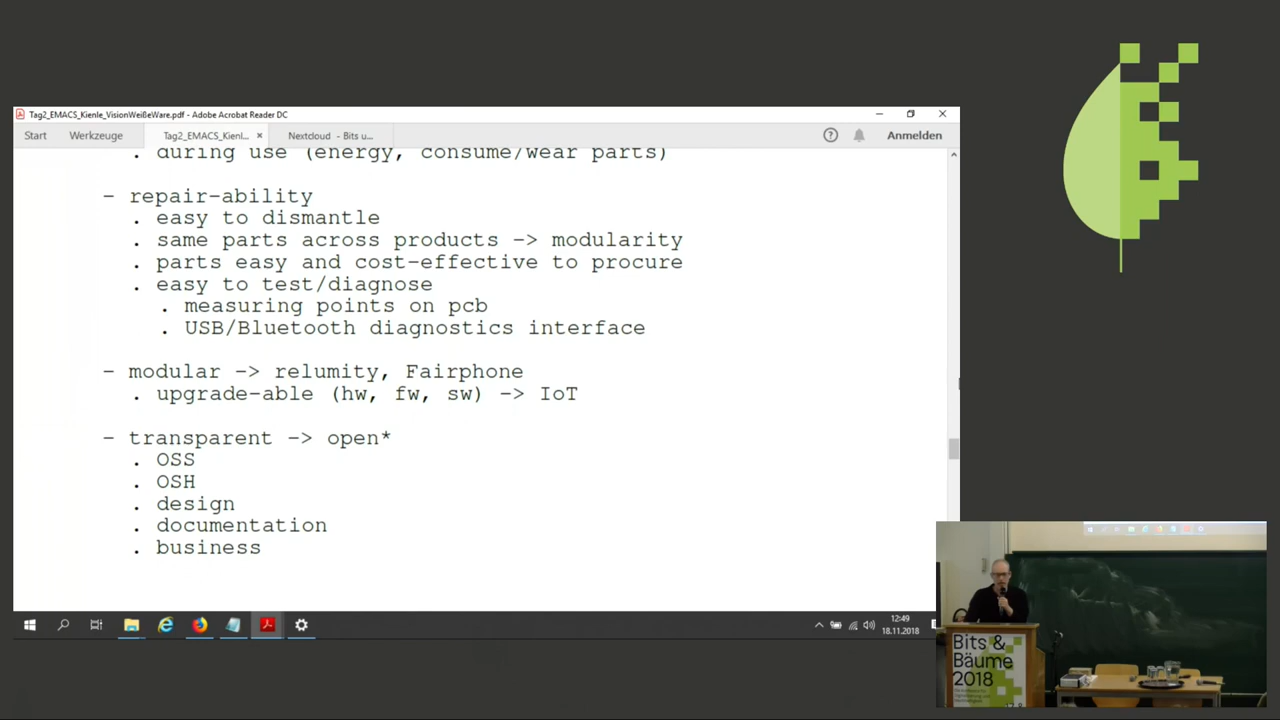 Tag2_EMACS_Kienle_VisionWeißeWare.pdf - Adobe Acrobat Reader DC
Start Werkzeuge Tag2_EMACS_Kienl... × Nextcloud - Bits u... Anmelden
. during use (energy, consume/wear parts)
- repair-ability
. easy to dismantle
. same parts across products -> modularity
. parts easy and cost-effective to procure
. easy to test/diagnose
. measuring points on pcb
. USB/Bluetooth diagnostics interface
- modular -> relumity, Fairphone
. upgrade-able (hw, fw, sw) -> IoT
- transparent -> open*
. OSS
. OSH
. design
. documentation
. business
12:49
18.11.2018
Bits &
Bäume
2018